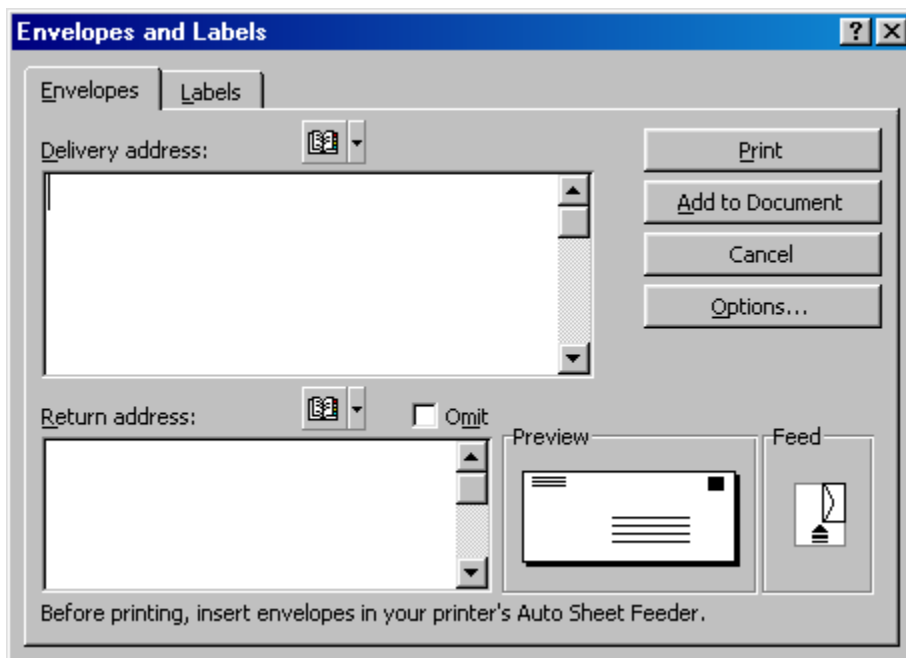 Envelopes and Labels
Envelopes Labels
Delivery address:
Print
Add to Document
Cancel
Options...
Return address: Omit
Preview Feed
Before printing, insert envelopes in your printer's Auto Sheet Feeder.